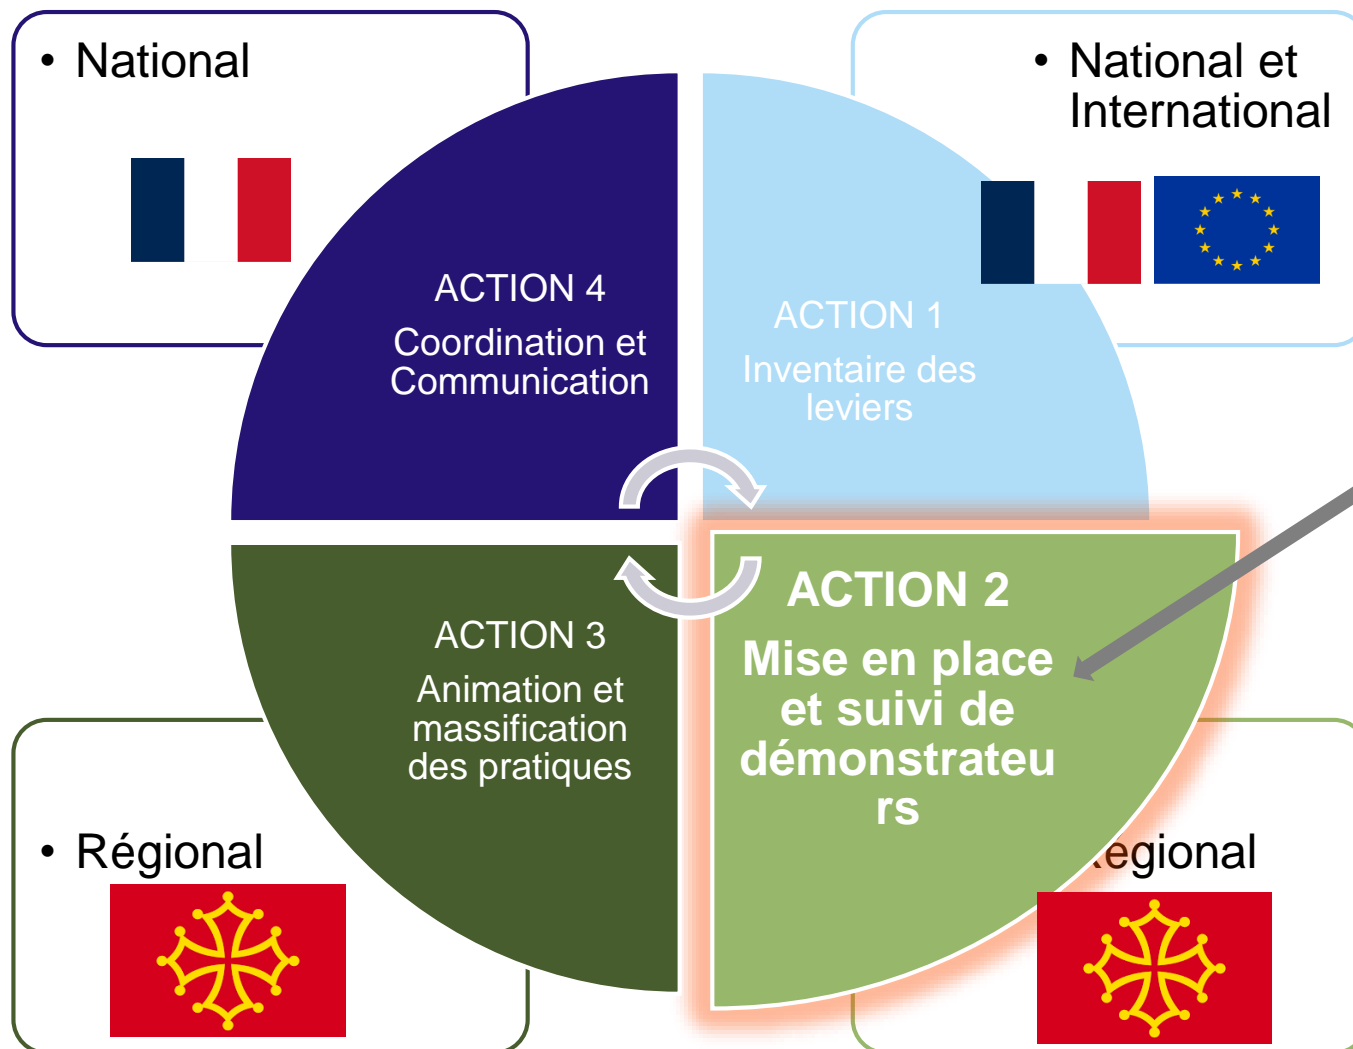 • National
• National et
International
ACTION 4
Coordination et
Communication
ACTION 1
Inventaire des
leviers
ACTION 3
Animation et
massification
des pratiques
ACTION 2
Mise en place
et suivi de
démonstrateu
rs
• Régional